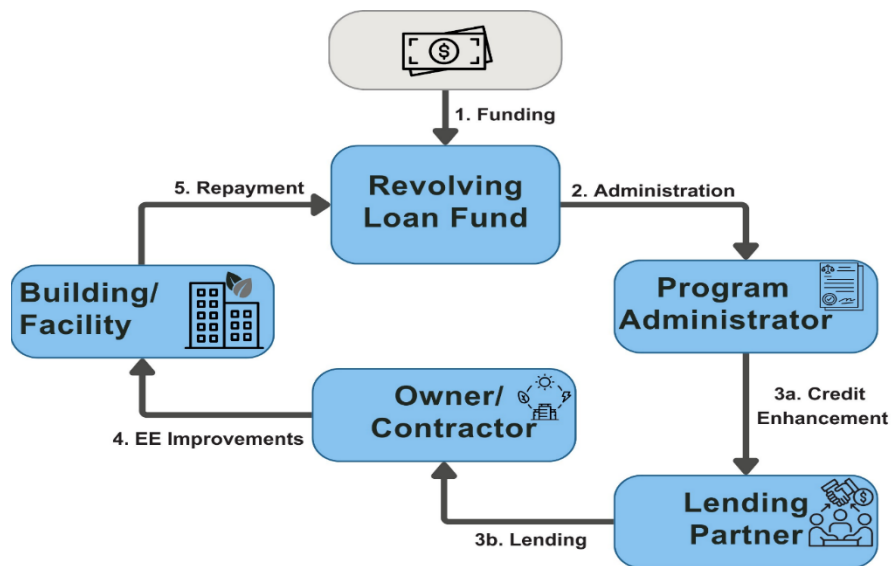 $
1. Funding
5. Repayment
Revolving
Loan Fund
2. Administration
Building/
Facility
Program
Administrator
Owner/
Contractor
3a. Credit
Enhancement
4. EE Improvements
3b. Lending
Lending
Partner
$